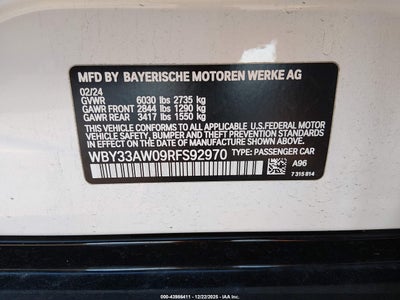 MFD BY BAYERISCHE MOTOREN WERKE AG
02/24
GVWR 6030 lbs 2735 kg
GAWR FRONT 2844 lbs 1290 kg
GAWR REAR 3417 lbs 1550 kg
THIS VEHICLE CONFORMS TO ALL APPLICABLE U.S.FEDERAL MOTOR
VEHICLE SAFETY, BUMPER, AND THEFT PREVENTION STANDARDS
IN EFFECT ON THE DATE OF MANUFACTURE SHOWN ABOVE.
WBY33AW09RFS92970 TYPE: PASSENGER CAR
A96
7 315 814
000-43986411 - 12/22/2025 - IAAI.com